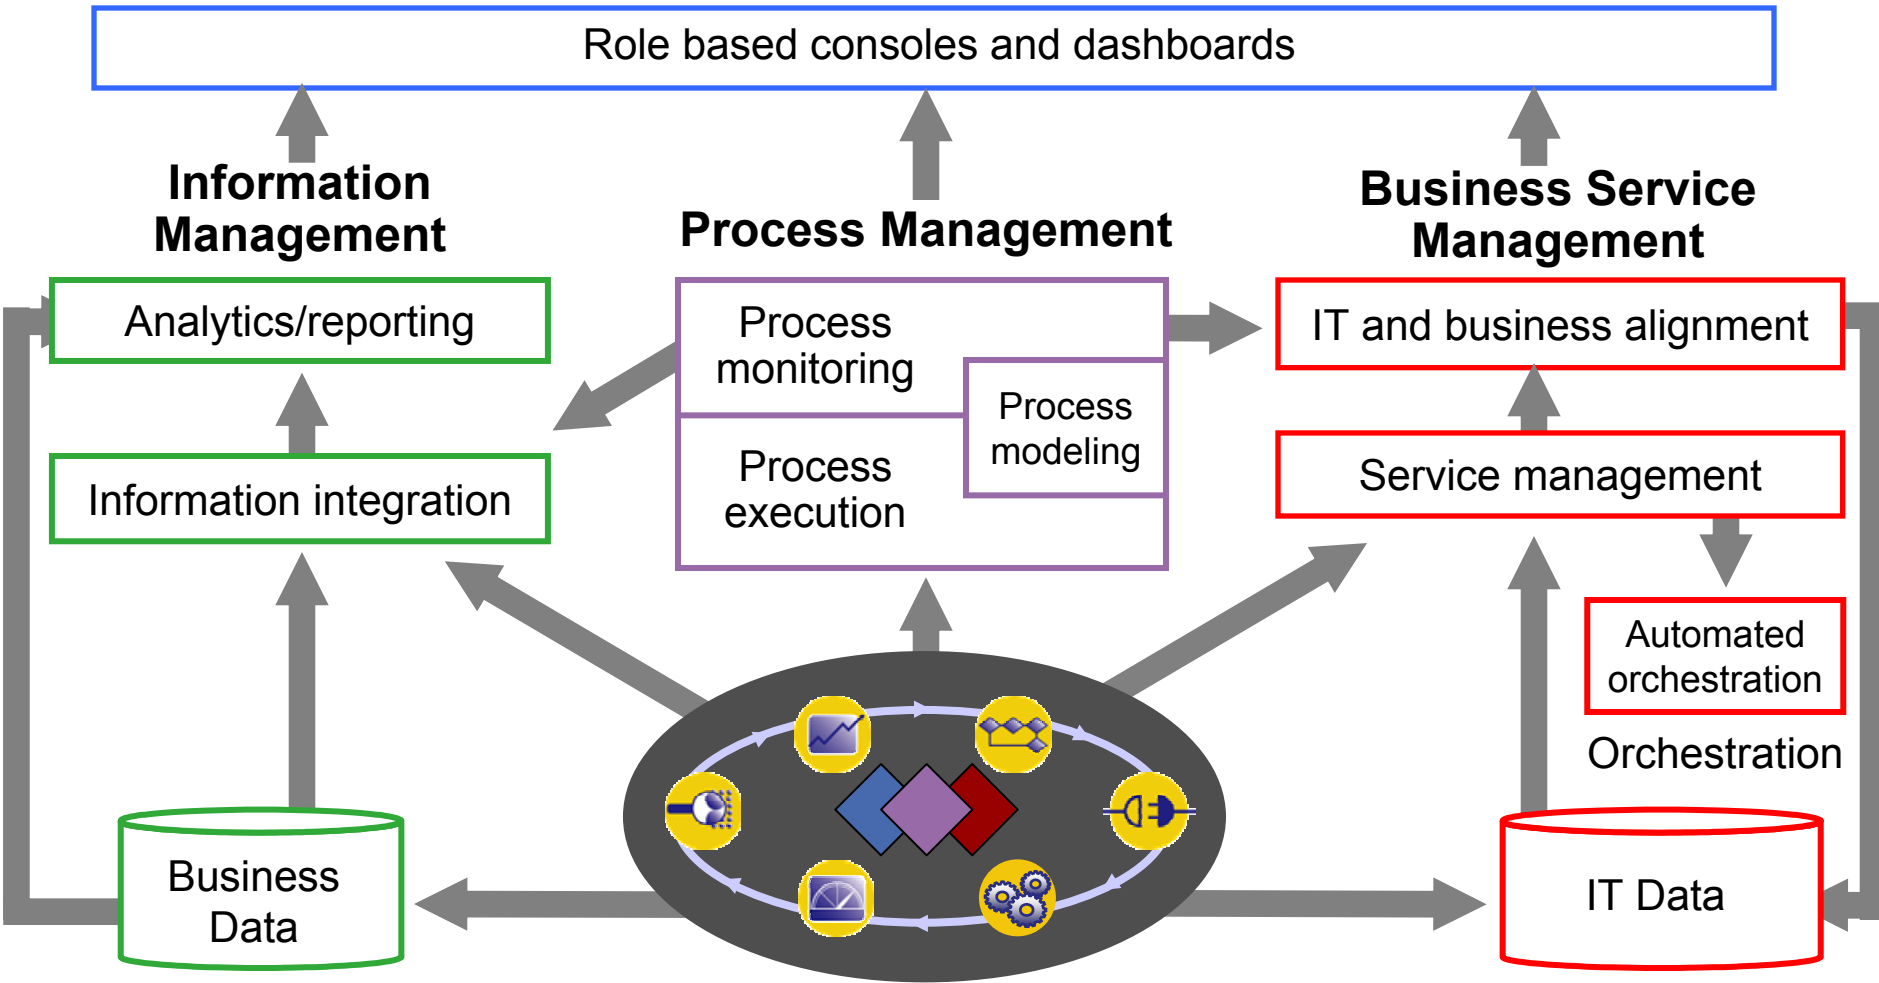 Role based consoles and dashboards
Information
Management
Process Management
Business Service
Management
Analytics/reporting
Process
monitoring
Process
modeling
Process
execution
IT and business alignment
Information integration
Service management
Automated
orchestration
Orchestration
Business
Data
IT Data